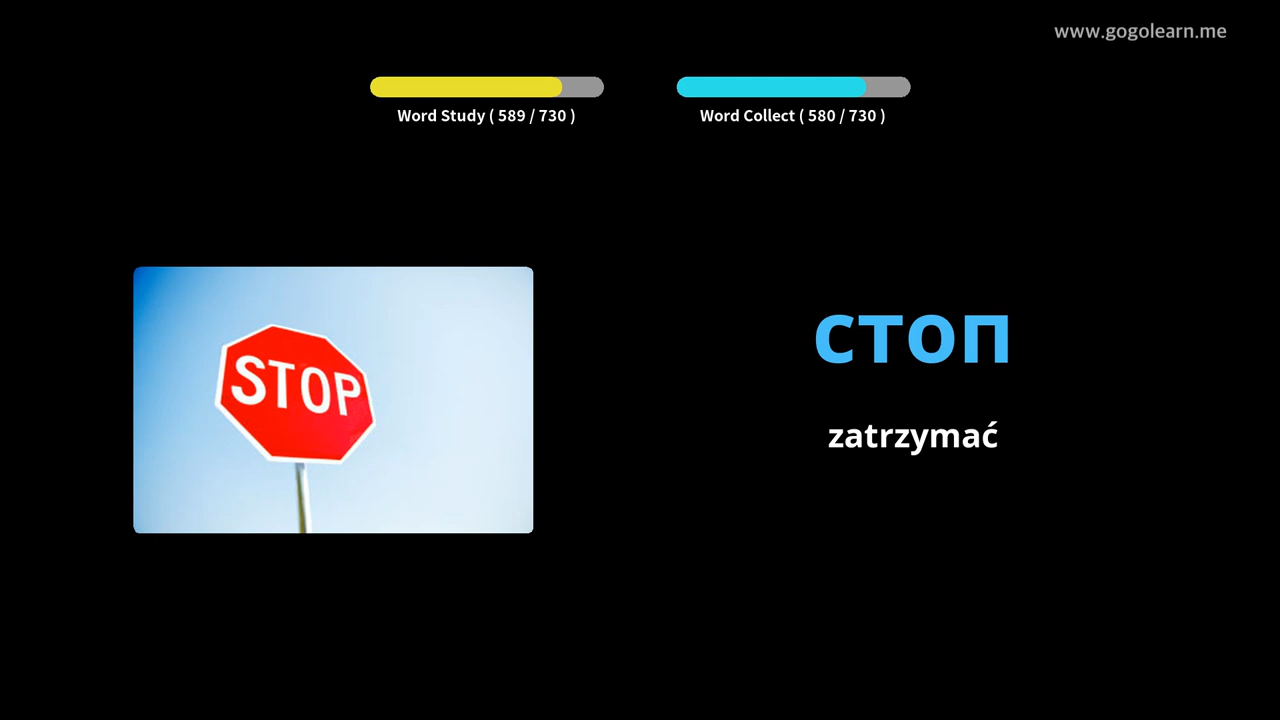 www.gogolearn.me
Word Study ( 589 / 730 )
Word Collect ( 580 / 730 )
STOP
стоп
zatrzymać